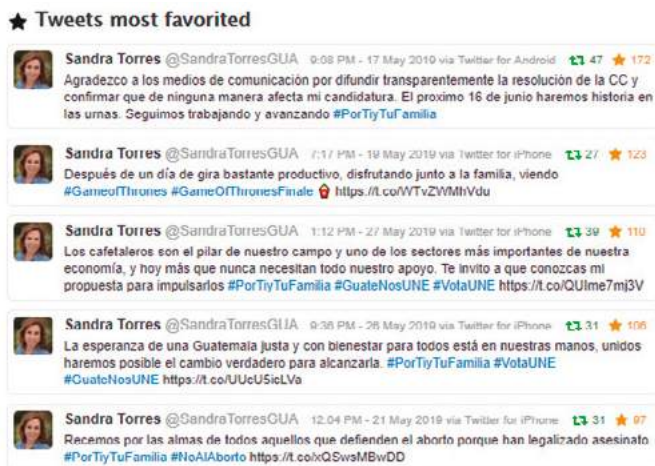 Tweets most favorited
Sandra Torres @SandraTorresGUA 9:08 PM - 17 May 2019 via Twitter for Android 47 172
Agradezco a los medios de comunicación por difundir transparentemente la resolución de la CC y
confirmar que de ninguna manera afecta mi candidatura. El proximo 16 de junio haremos historia en
las urnas. Seguimos trabajando y avanzando #PorTiyTuFamilia
Sandra Torres @SandraTorresGUA 7:17 PM - 19 May 2019 via Twitter for iPhone 27 123
Después de un día de gira bastante productivo, disfrutando junto a la familia, viendo
#GameofThrones #GameOfThronesFinale https://t.co/WTvZWMhVdu
Sandra Torres @SandraTorresGUA 1:12 PM - 27 May 2019 via Twitter for iPhone 39 110
Los cafetaleros son el pilar de nuestro campo y uno de los sectores más importantes de nuestra
economía, y hoy más que nunca necesitan todo nuestro apoyo. Te invito a que conozcas mi
propuesta para impulsarlos #PorTiyTuFamilia #GuateNosUNE #VotaUNE https://t.co/QUlme7mj3V
Sandra Torres @SandraTorresGUA 9:36 PM - 26 May 2019 via Twitter for iPhone 31 106
La esperanza de una Guatemala justa y con bienestar para todos está en nuestras manos, unidos
haremos posible el cambio verdadero para alcanzarla. #PorTiyTuFamilia #VotaUNE
#GuateNosUNE https://t.co/UUcU5icLVa
Sandra Torres @SandraTorresGUA 12:04 PM - 21 May 2019 via Twitter for iPhone 31 97
Recemos por las almas de todos aquellos que defienden el aborto porque han legalizado asesinato
#PorTiyTuFamilia #NoAlAborto https://t.co/xQSwsMBwDD